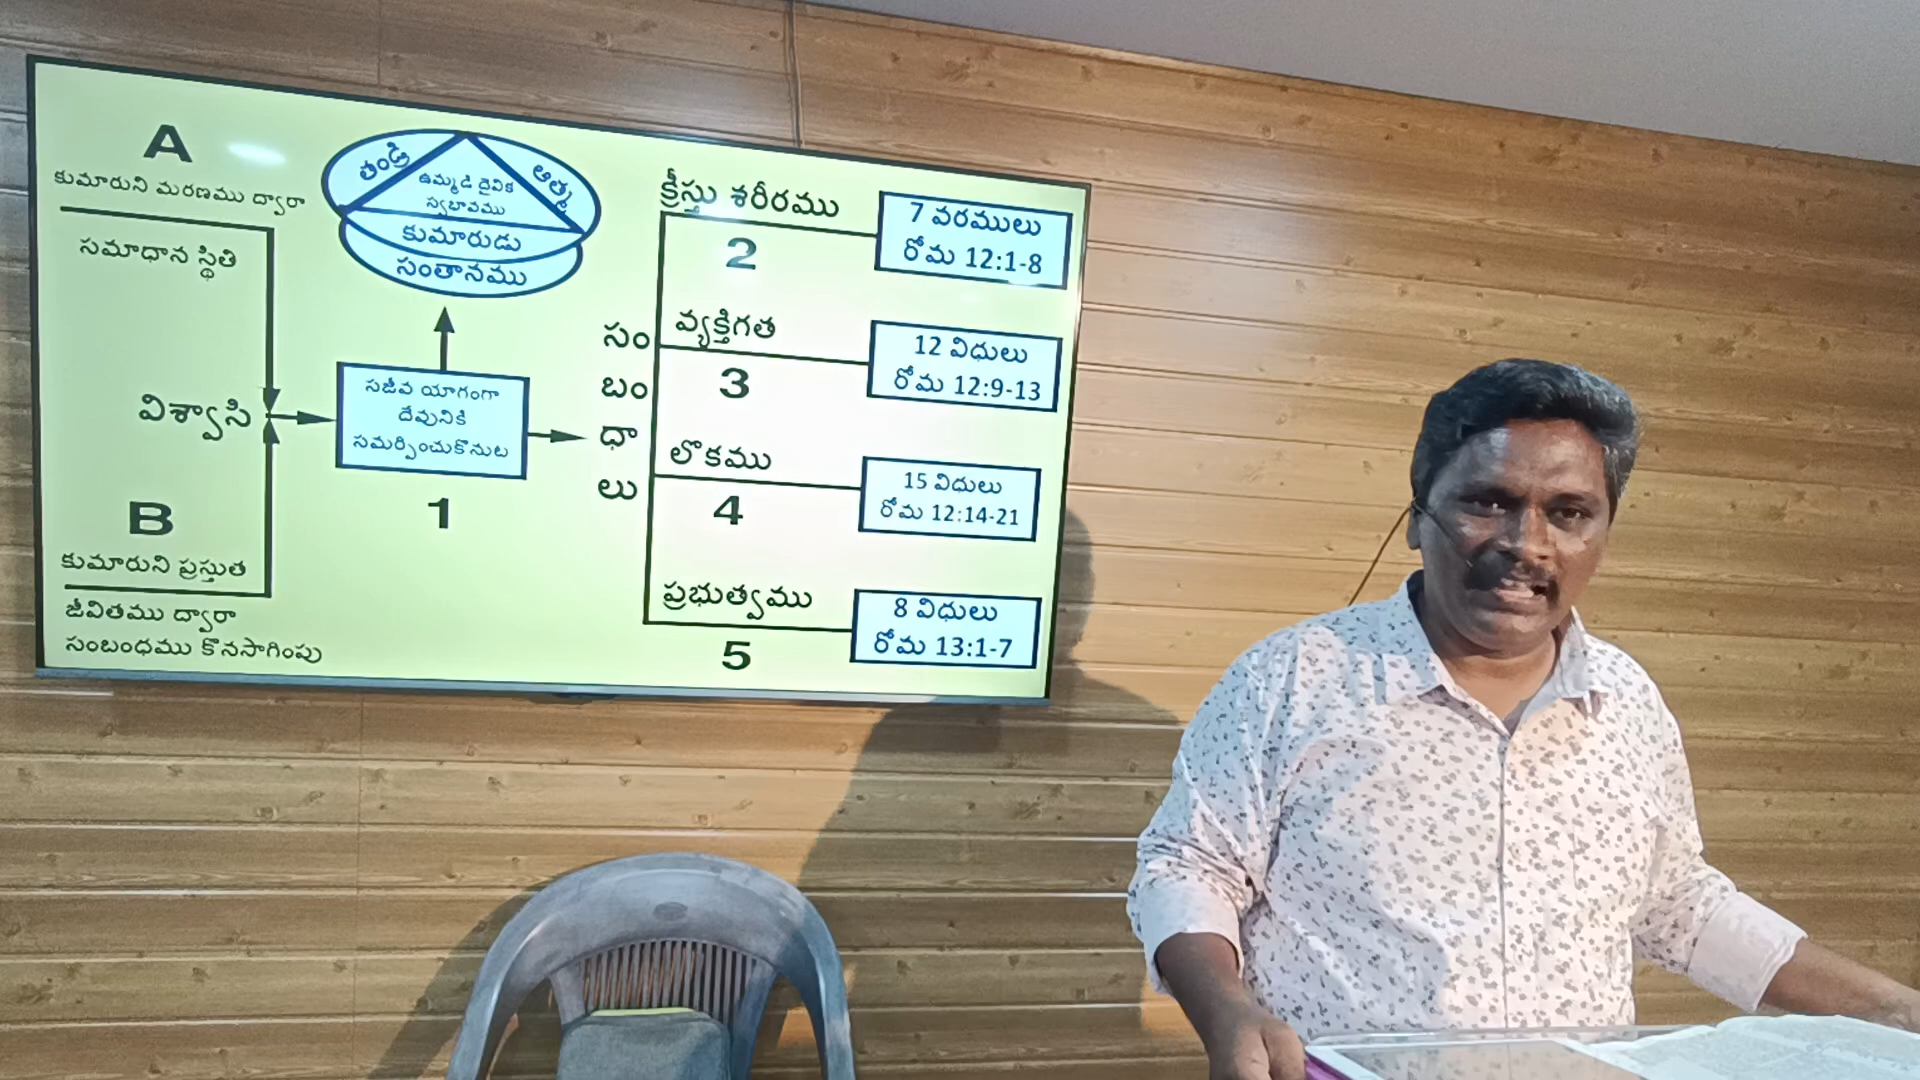 A
కుమారుని మరణము ద్వారా
సమాధాన స్థితి
విశ్వాసి
B
కుమారుని ప్రస్తుత
జీవితము ద్వారా
సంబంధము కొనసాగింపు
తండ్రి
ఆత్మ
ఉమ్మడి దైవిక
స్వభావము
కుమారుడు
సంతానము
సజీవ యాగంగా
దేవునికి
సమర్పించుకొనుట
1
సం
బం
ధా
లు
క్రీస్తు శరీరము
2
7 వరములు
రోమ 12:1-8
వ్యక్తిగత
3
12 విధులు
రోమ 12:9-13
లొకము
4
15 విధులు
రోమ 12:14-21
ప్రభుత్వము
5
8 విధులు
రోమ 13:1-7